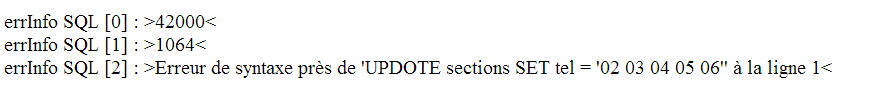 errInfo SQL [0] : >42000<
errInfo SQL [1] : >1064<
errInfo SQL [2] : >Erreur de syntaxe près de 'UPDOTE sections SET tel = '02 03 04 05 06'' à la ligne 1<